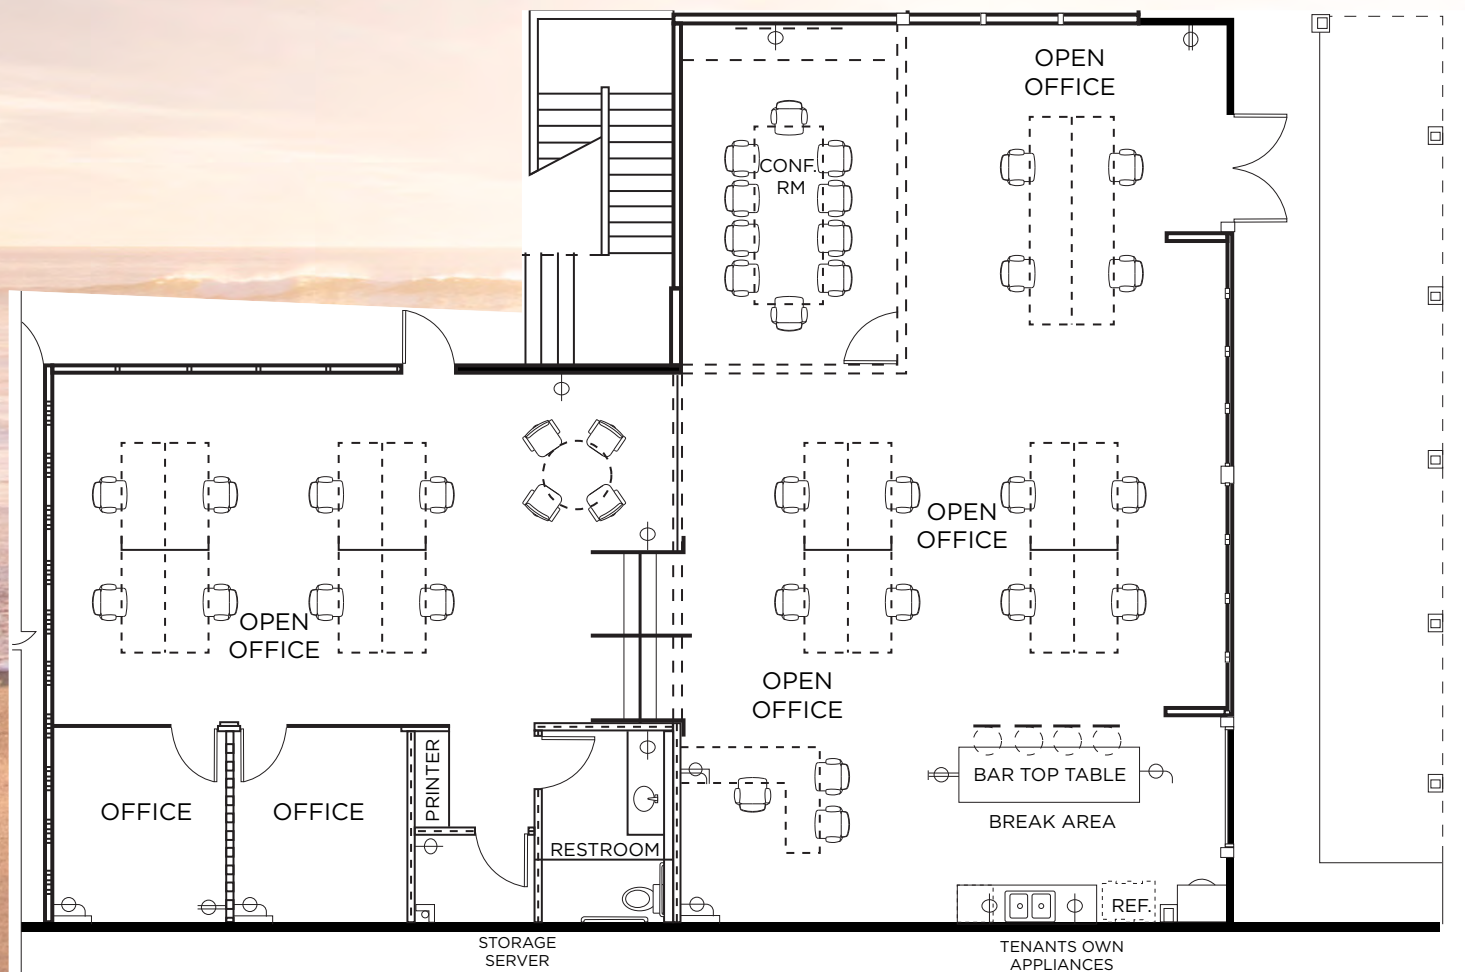 OPEN
OFFICE
CONF.
RM
OPEN
OFFICE
OPEN
OFFICE
OPEN
OFFICE
PRINTER
BAR TOP TABLE
OFFICE
OFFICE
BREAK AREA
RESTROOM
REF.
STORAGE
SERVER
TENANTS OWN
APPLIANCES